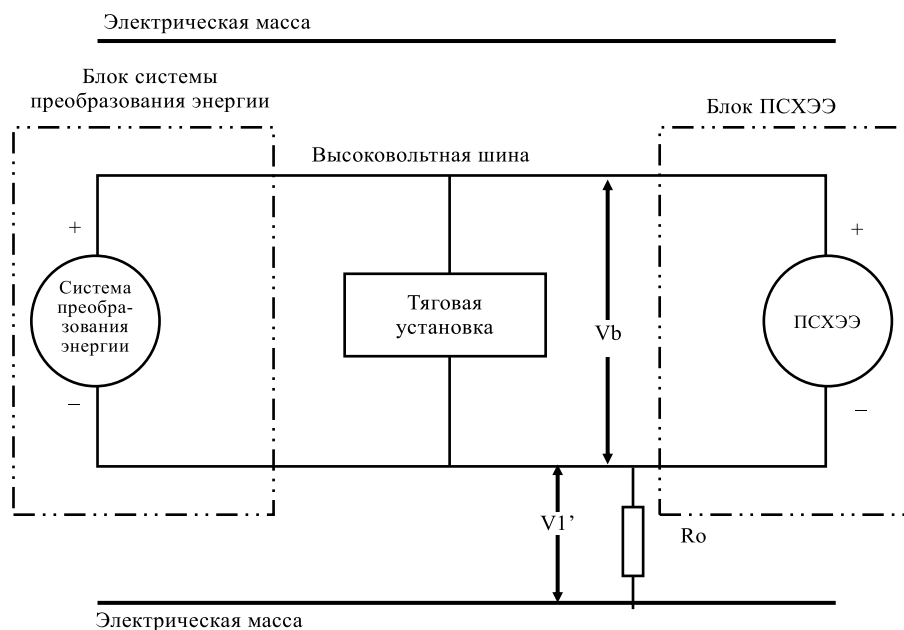 Электрическая масса
Блок системы
преобразования энергии
Блок ПСХЭЭ
Высоковольтная шина
+
+
Система
преобра-
зования
энергии
Тяговая
установка
Vb
ПСХЭЭ
–
–
V1’
Ro
Электрическая масса